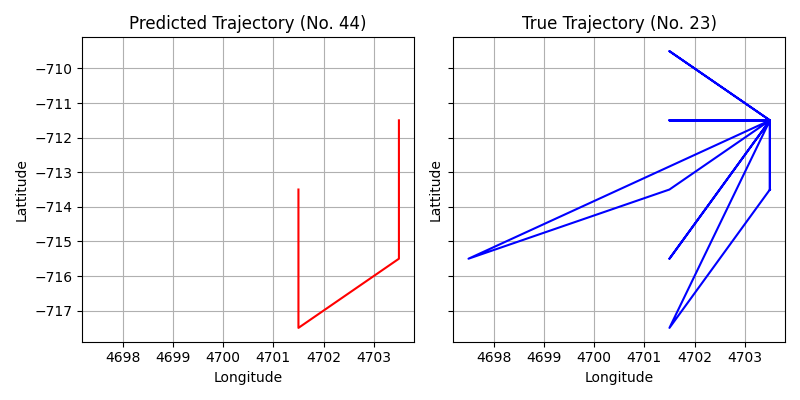 Predicted Trajectory (No. 44)
True Trajectory (No. 23)
Lattitude
−710
−711
−712
−713
−714
−715
−716
−717
4698 4699 4700 4701 4702 4703
Longitude
Lattitude
4698 4699 4700 4701 4702 4703
Longitude